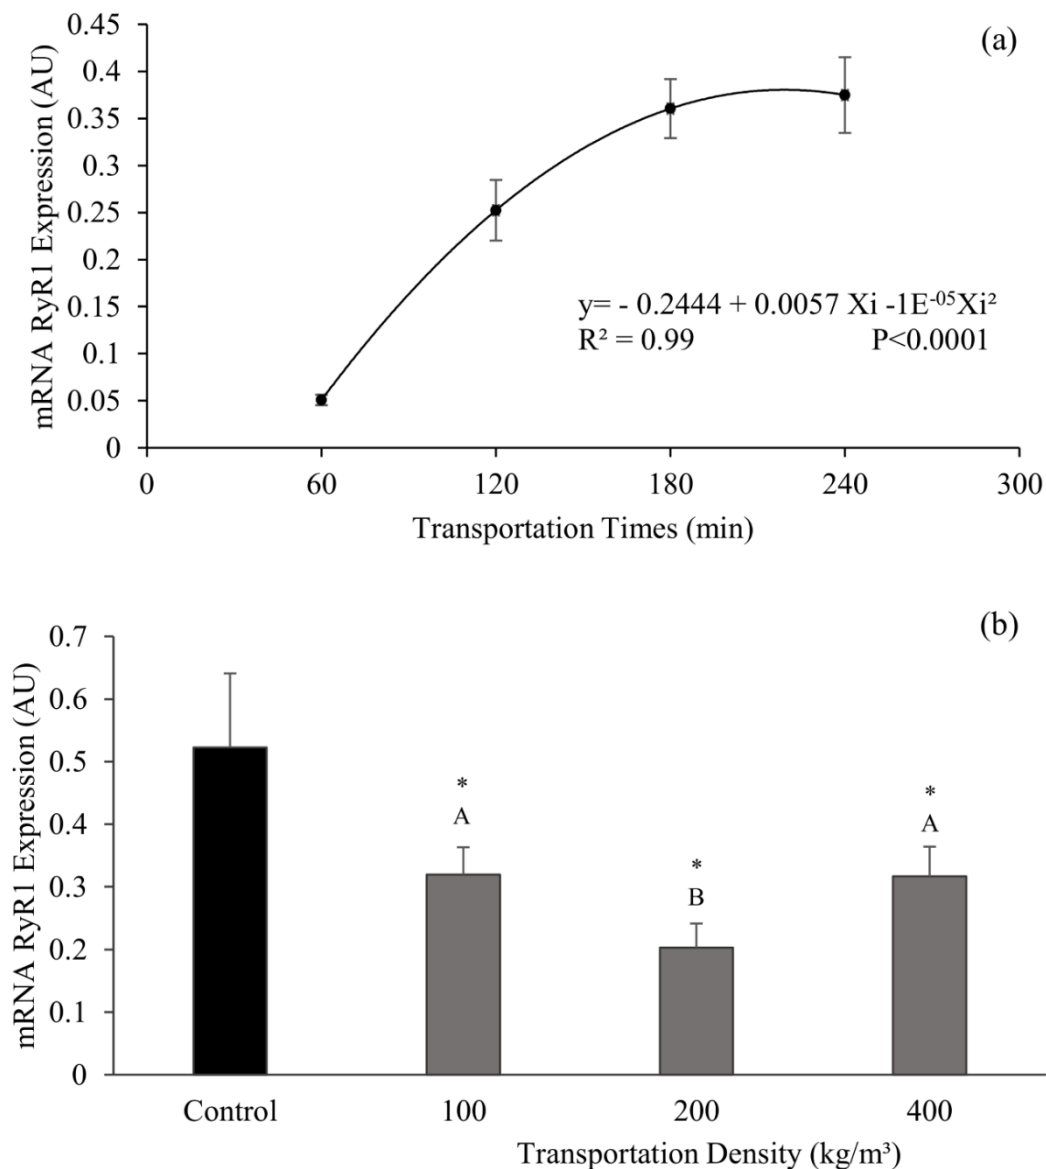 (a)
mRNA RyR1 Expression (AU)
0.45
0.4
0.35
0.3
0.25
0.2
0.15
0.1
0.05
0
y= - 0.2444 + 0.0057 Xi -1E⁻⁰⁵Xi²
R² = 0.99 P<0.0001
0 60 120 180 240 300
Transportation Times (min)
(b)
mRNA RyR1 Expression (AU)
0.7
0.6
0.5
0.4
0.3
0.2
0.1
0
* * *
A B A
Control 100 200 400
Transportation Density (kg/m³)